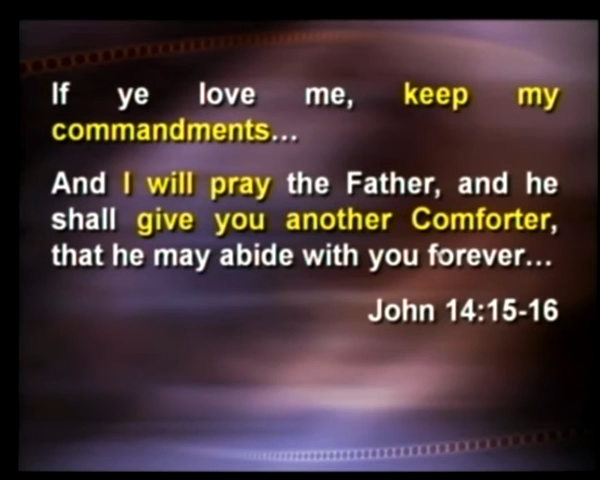 If ye love me, keep my
commandments...
And I will pray the Father, and he
shall give you another Comforter,
that he may abide with you forever...
John 14:15-16